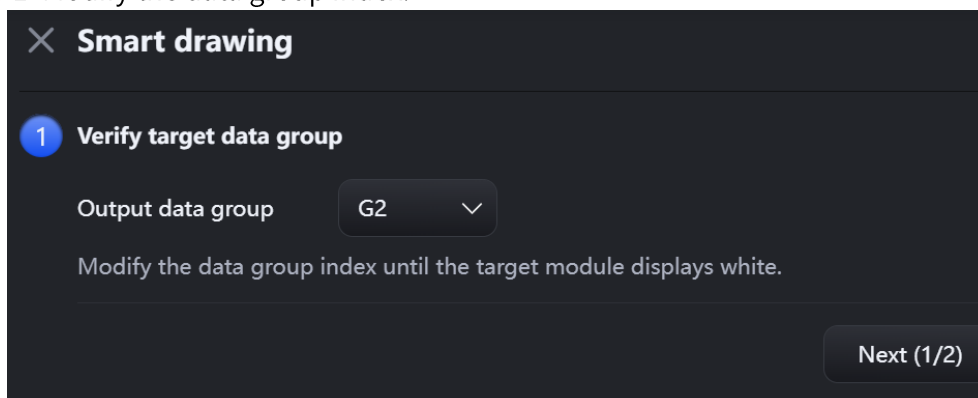 Smart drawing
1 Verify target data group
Output data group G2
Modify the data group index until the target module displays white.
Next (1/2)